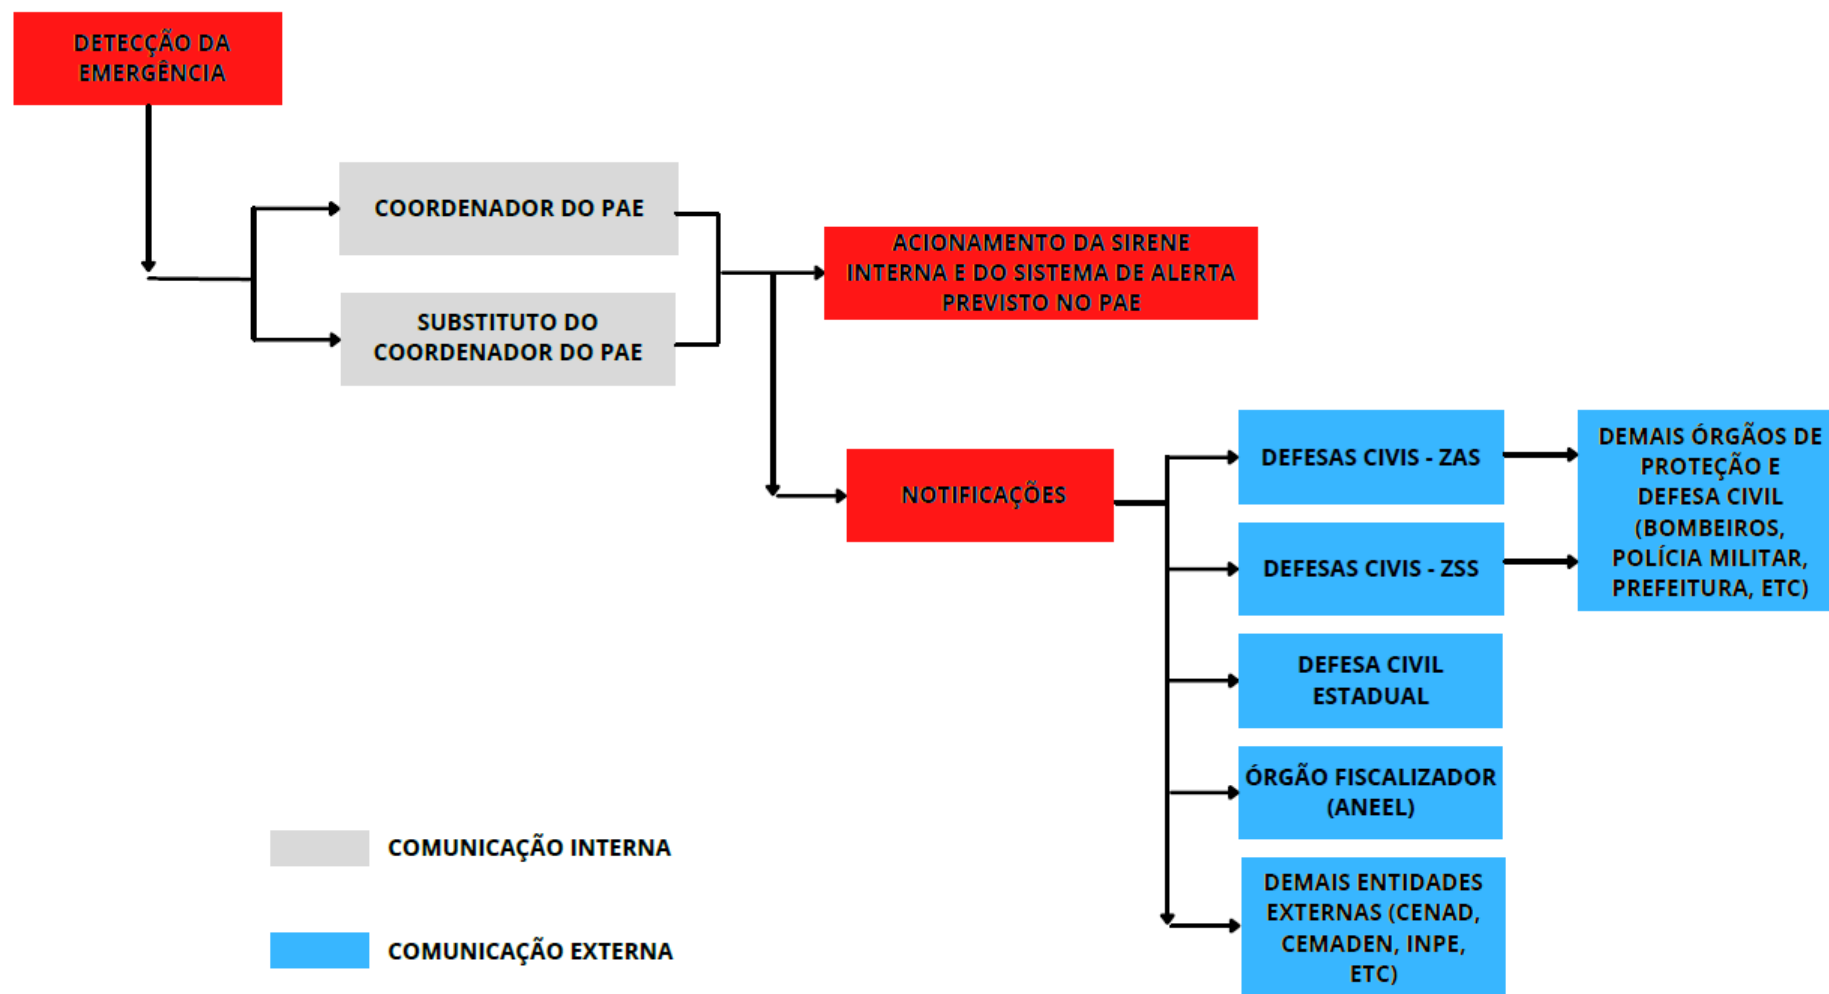 DETECÇÃO DA
EMERGÊNCIA
COORDENADOR DO PAE
SUBSTITUTO DO
COORDENADOR DO PAE
ACIONAMENTO DA SIRENE
INTERNA E DO SISTEMA DE ALERTA
PREVISTO NO PAE
NOTIFICAÇÕES
DEFESAS CIVIS - ZAS
DEFESAS CIVIS - ZSS
DEFESA CIVIL
ESTADUAL
ÓRGÃO FISCALIZADOR
(ANEEL)
DEMAIS ENTIDADES
EXTERNAS (CENAD,
CEMADEN, INPE,
ETC)
DEMAIS ÓRGÃOS DE
PROTEÇÃO E
DEFESA CIVIL
(BOMBEIROS,
POLÍCIA MILITAR,
PREFEITURA, ETC)
COMUNICAÇÃO INTERNA
COMUNICAÇÃO EXTERNA